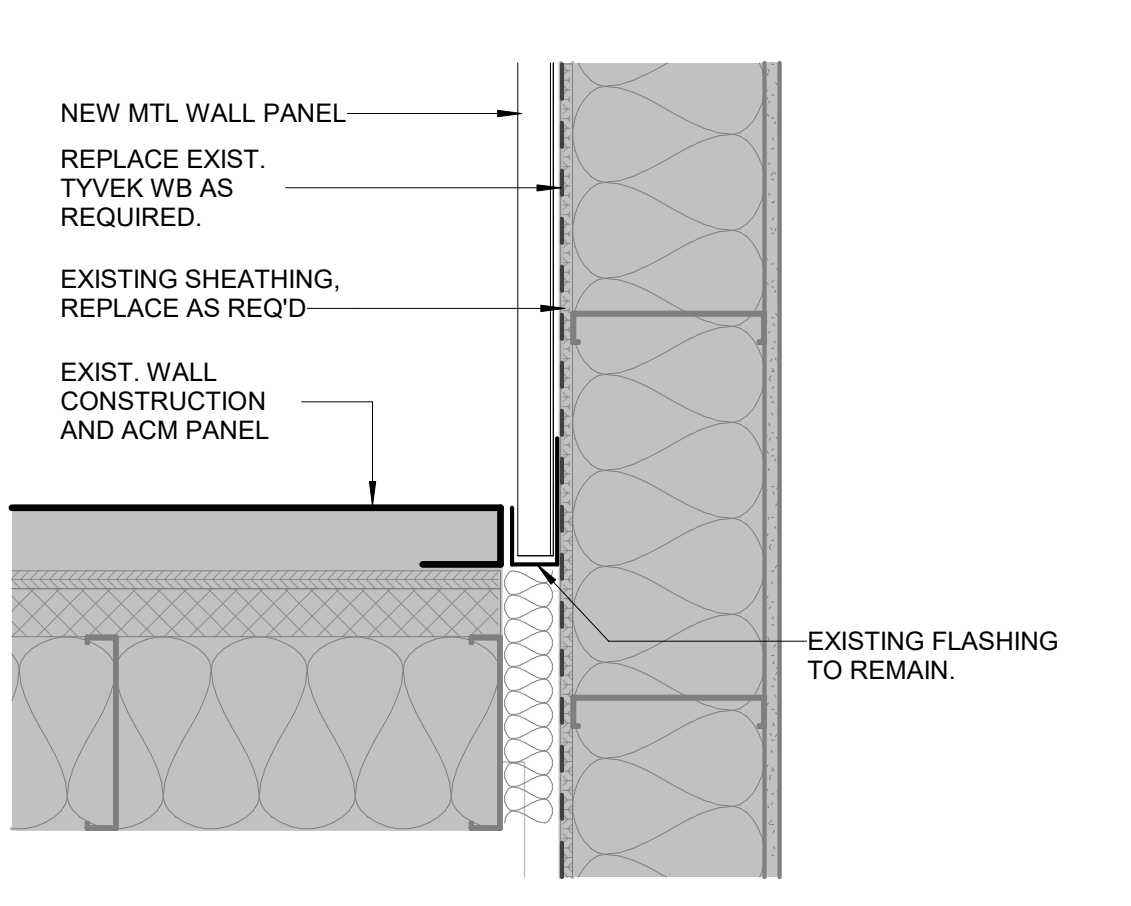 NEW MTL WALL PANEL
REPLACE EXIST.
TYVEK WB AS
REQUIRED.
EXISTING SHEATHING,
REPLACE AS REQ'D
EXIST. WALL
CONSTRUCTION
AND ACM PANEL
EXISTING FLASHING
TO REMAIN.